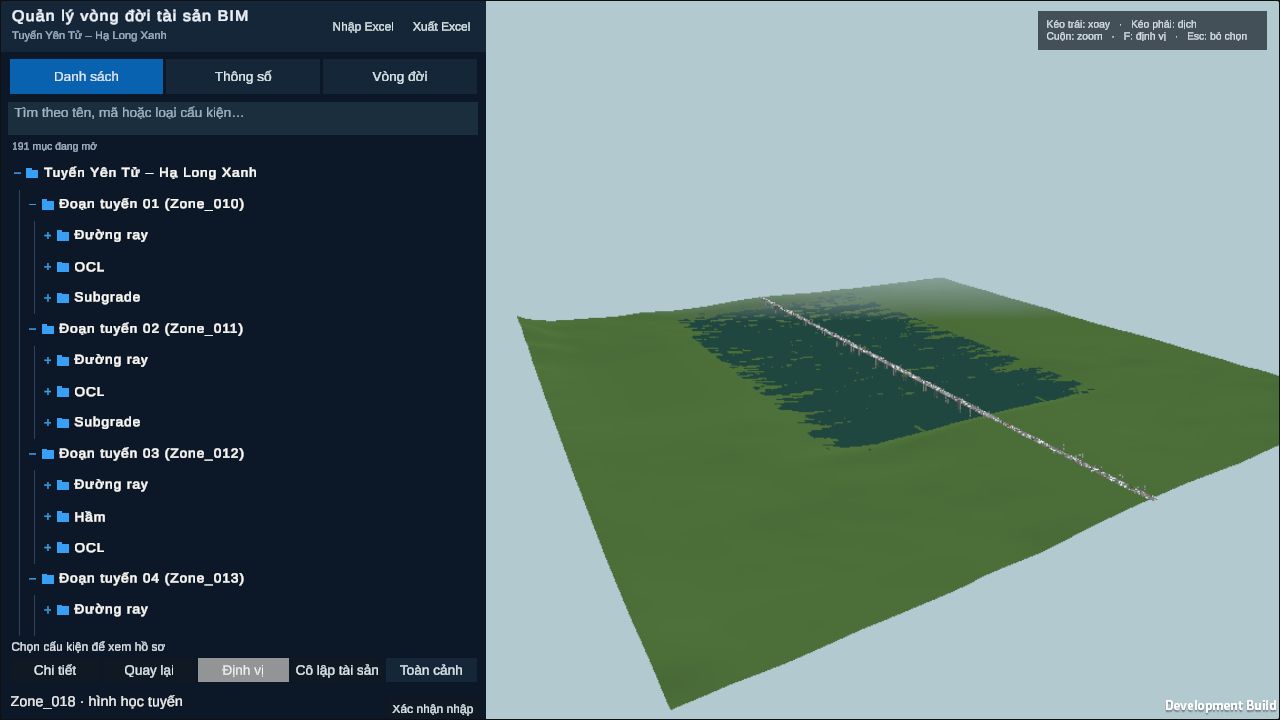 Quản lý vòng đời tài sản BIM
Tuyến Yên Tử – Hạ Long Xanh
Nhập Excel
Xuất Excel
Danh sách
Thông số
Vòng đời
Tìm theo tên, mã hoặc loại cấu kiện...
191 mục đang mở
– Tuyến Yên Tử – Hạ Long Xanh
– Đoạn tuyến 01 (Zone_010)
+ Đường ray
+ OCL
+ Subgrade
– Đoạn tuyến 02 (Zone_011)
+ Đường ray
+ OCL
+ Subgrade
– Đoạn tuyến 03 (Zone_012)
+ Đường ray
+ Hầm
+ OCL
– Đoạn tuyến 04 (Zone_013)
+ Đường ray
Chọn cấu kiện để xem hồ sơ
Chi tiết
Quay lại
Định vị
Cô lập tài sản
Toàn cảnh
Zone_018 · hình học tuyến
Xác nhận nhập
Kéo trái: xoay · Kéo phải: dịch
Cuộn: zoom · F: định vị · Esc: bỏ chọn
Development Build